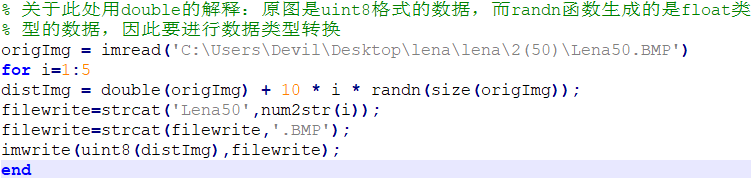 % 关于此处用double的解释：原图是uint8格式的数据，而randn函数生成的是float类
% 型的数据，因此要进行数据类型转换
origImg = imread('C:\Users\Devil\Desktop\lena\lena\2(50)\Lena50.BMP')
for i=1:5
distImg = double(origImg) + 10 * i * randn(size(origImg));
filewrite=strcat('Lena50',num2str(i));
filewrite=strcat(filewrite,'.BMP');
imwrite(uint8(distImg),filewrite);
end